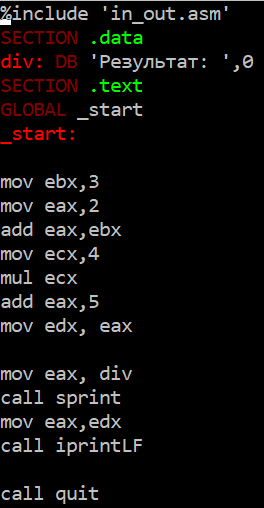 %include 'in_out.asm'
SECTION .data
div: DB 'Результат: ',0
SECTION .text
GLOBAL _start
_start:
mov ebx,3
mov eax,2
add eax,ebx
mov ecx,4
mul ecx
add eax,5
mov edx, eax
mov eax, div
call sprint
mov eax,edx
call iprintLF
call quit